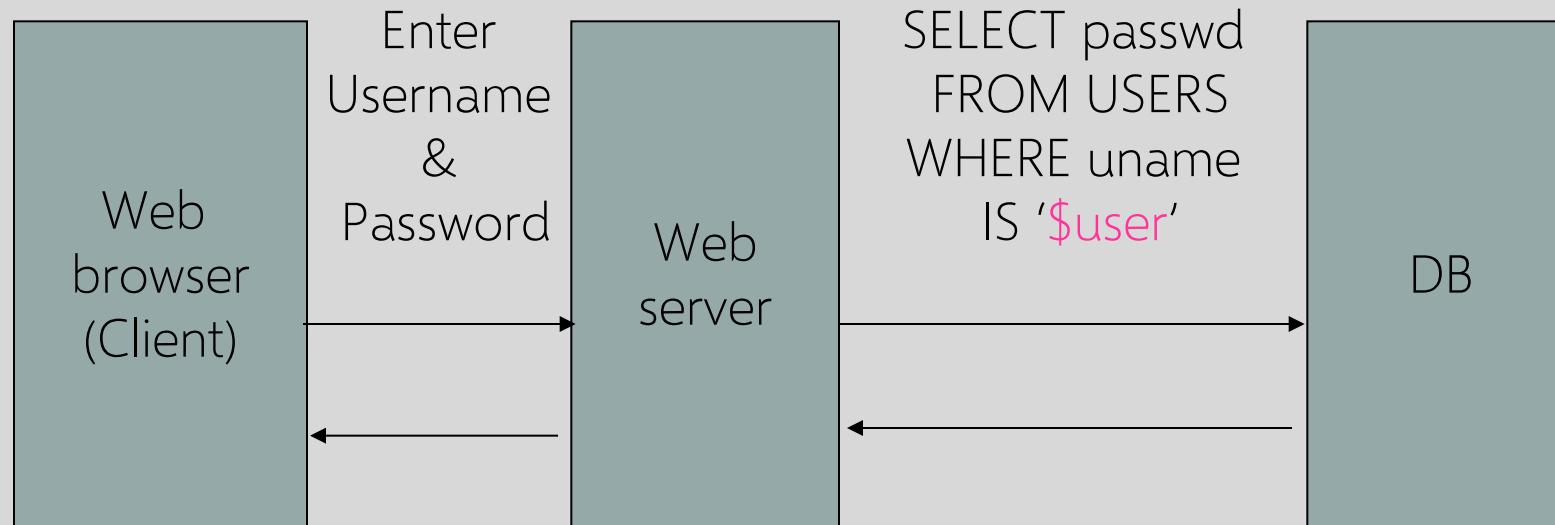 Web
browser
(Client)
Enter
Username
&
Password
Web
server
SELECT passwd
FROM USERS
WHERE uname
IS ‘$user’
DB